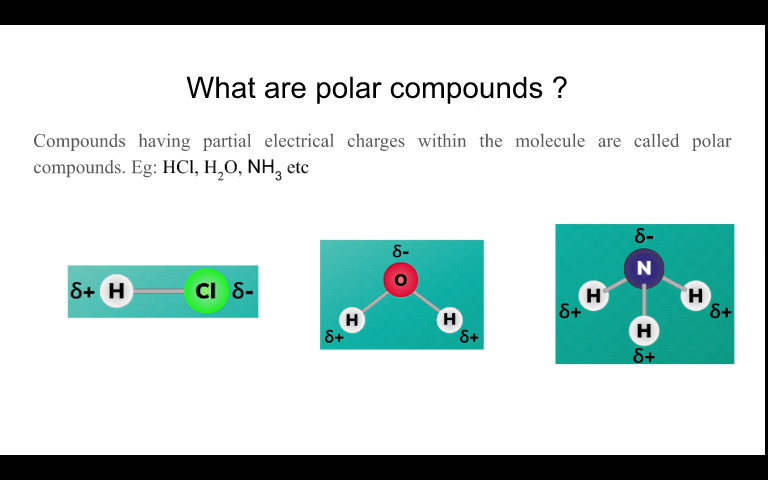 What are polar compounds ?
Compounds having partial electrical charges within the molecule are called polar
compounds. Eg: HCl, H₂O, NH₃ etc
δ+ H Cl δ-
δ-
O
H H
δ+ δ+
δ-
N
H H
δ+ δ+
H
δ+